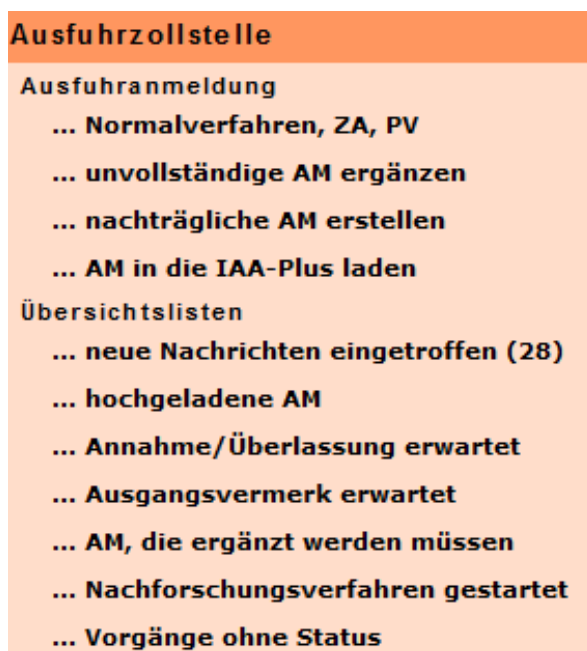 Ausfuhrzollstelle
Ausfuhranmeldung
... Normalverfahren, ZA, PV
... unvollständige AM ergänzen
... nachträgliche AM erstellen
... AM in die IAA-Plus laden
Übersichtslisten
... neue Nachrichten eingetroffen (28)
... hochgeladene AM
... Annahme/Überlassung erwartet
... Ausgangsvermerk erwartet
... AM, die ergänzt werden müssen
... Nachforschungsverfahren gestartet
... Vorgänge ohne Status